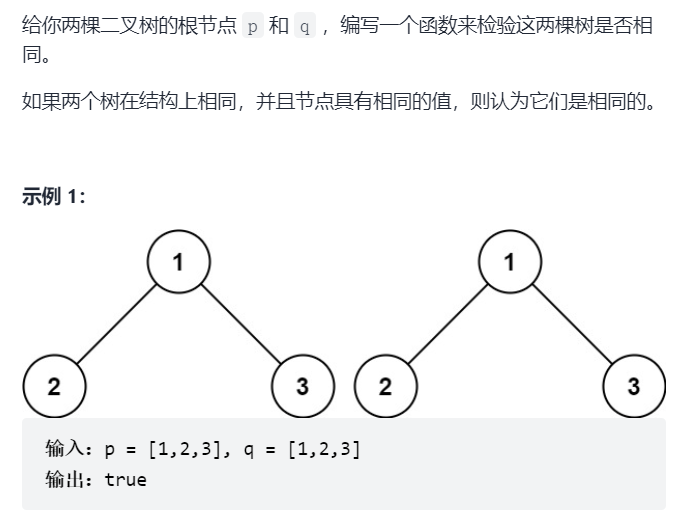 给你两棵二叉树的根节点 p 和 q ，编写一个函数来检验这两棵树是否相
同。
如果两个树在结构上相同，并且节点具有相同的值，则认为它们是相同的。
示例 1：
1 1
2 3 2 3
输入：p = [1,2,3], q = [1,2,3]
输出：true